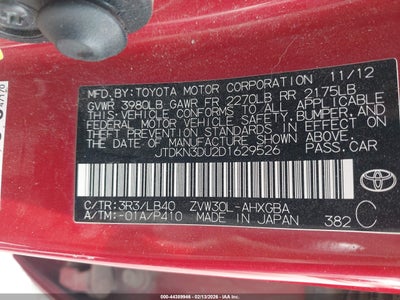 MFD. BY: TOYOTA MOTOR CORPORATION 11/12
GVWR 3980LB GAWR FR 2270LB RR 2175LB
THIS VEHICLE CONFORMS TO ALL APPLICABLE
FEDERAL MOTOR VEHICLE SAFETY, BUMPER, AND
THEFT PREVENTION STANDARDS IN EFFECT ON
THE DATE OF MANUFACTURE SHOWN ABOVE.
JTDKN3DU2D1629526 PASS.CAR
C/TR:3R3/LB40 ZVW30L-AHXGBA
A/TM:-01A/P410 MADE IN JAPAN 382 C
TOYOTA
000-44389946 - 02/13/2026 - IAA Inc.